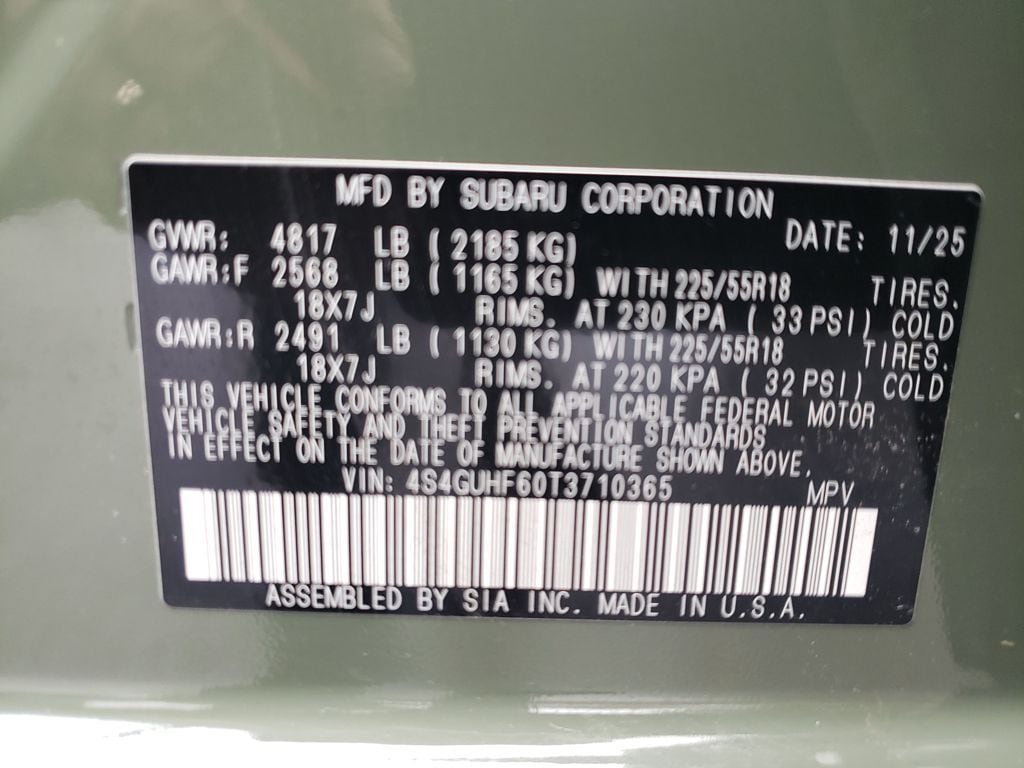 MFD BY SUBARU CORPORATION
GVWR: 4817 LB ( 2185 KG) DATE: 11/25
GAWR:F 2568 LB ( 1165 KG) WITH 225/55R18 TIRES.
18X7J RIMS. AT 230 KPA ( 33 PSI) COLD
GAWR:R 2491 LB ( 1130 KG) WITH 225/55R18 TIRES.
18X7J RIMS. AT 220 KPA ( 32 PSI) COLD
THIS VEHICLE CONFORMS TO ALL APPLICABLE FEDERAL MOTOR
VEHICLE SAFETY AND THEFT PREVENTION STANDARDS
IN EFFECT ON THE DATE OF MANUFACTURE SHOWN ABOVE.
VIN: 4S4GUHF60T3710365 MPV
ASSEMBLED BY SIA INC. MADE IN U.S.A.